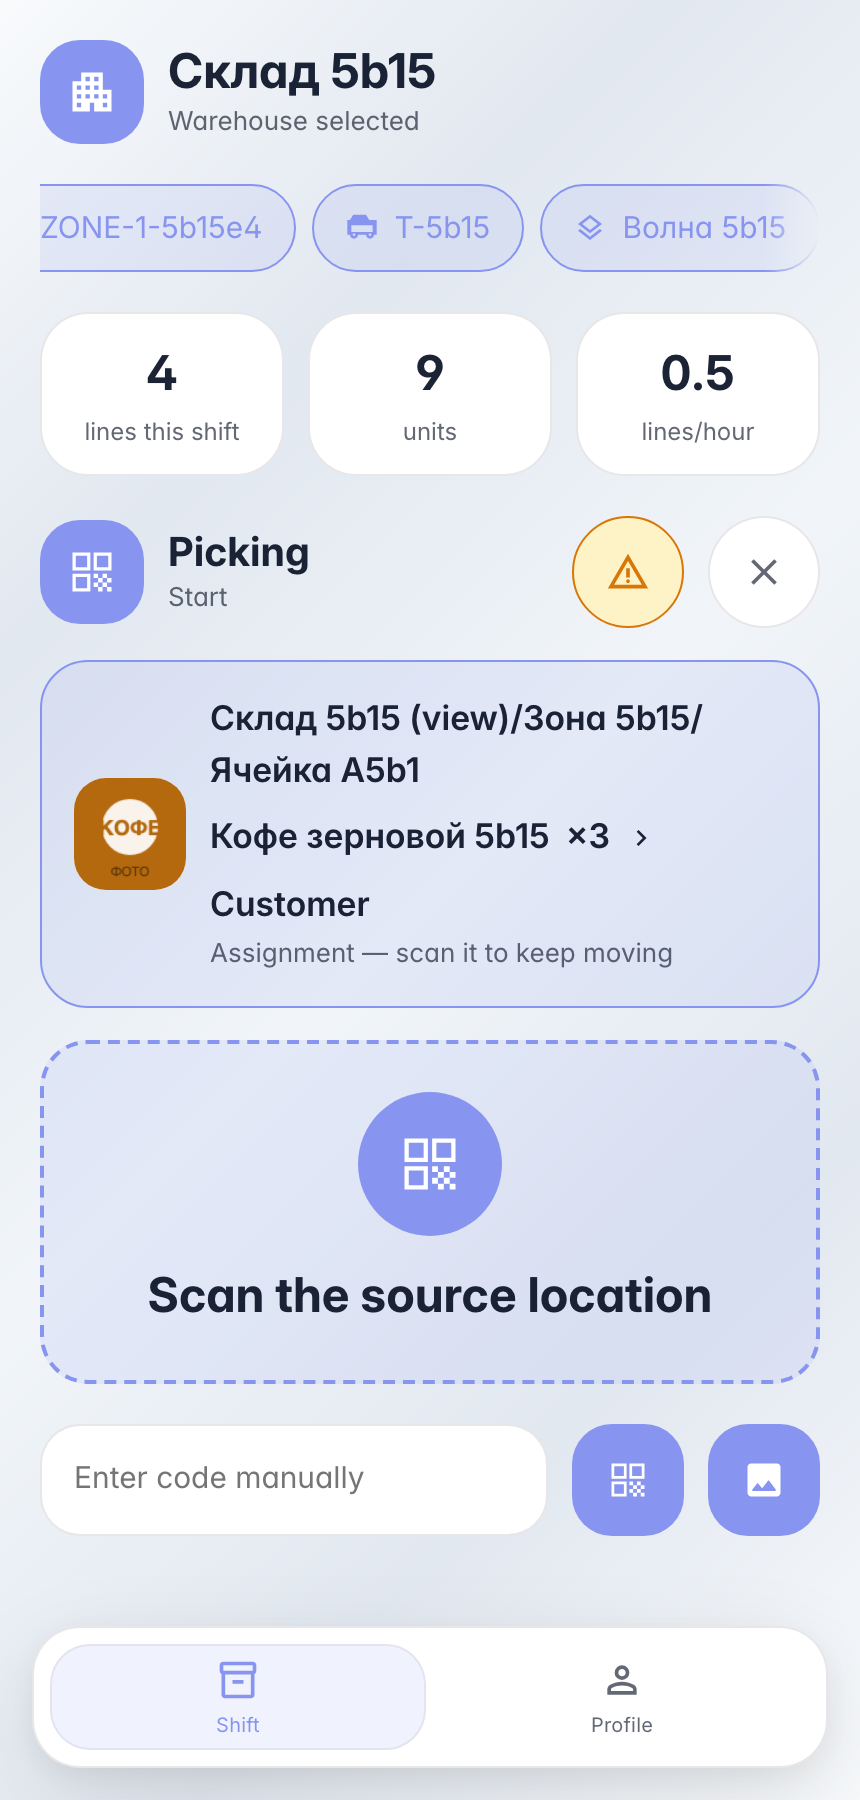 Склад 5b15
Warehouse selected
ZONE-1-5b15e4
T-5b15
Волна 5b15
4
lines this shift
9
units
0.5
lines/hour
Picking
Start
Склад 5b15 (view)/Зона 5b15/
Ячейка A5b1
КОФЕ
ФОТО
Кофе зерновой 5b15 ×3
Customer
Assignment — scan it to keep moving
Scan the source location
Enter code manually
Shift
Profile